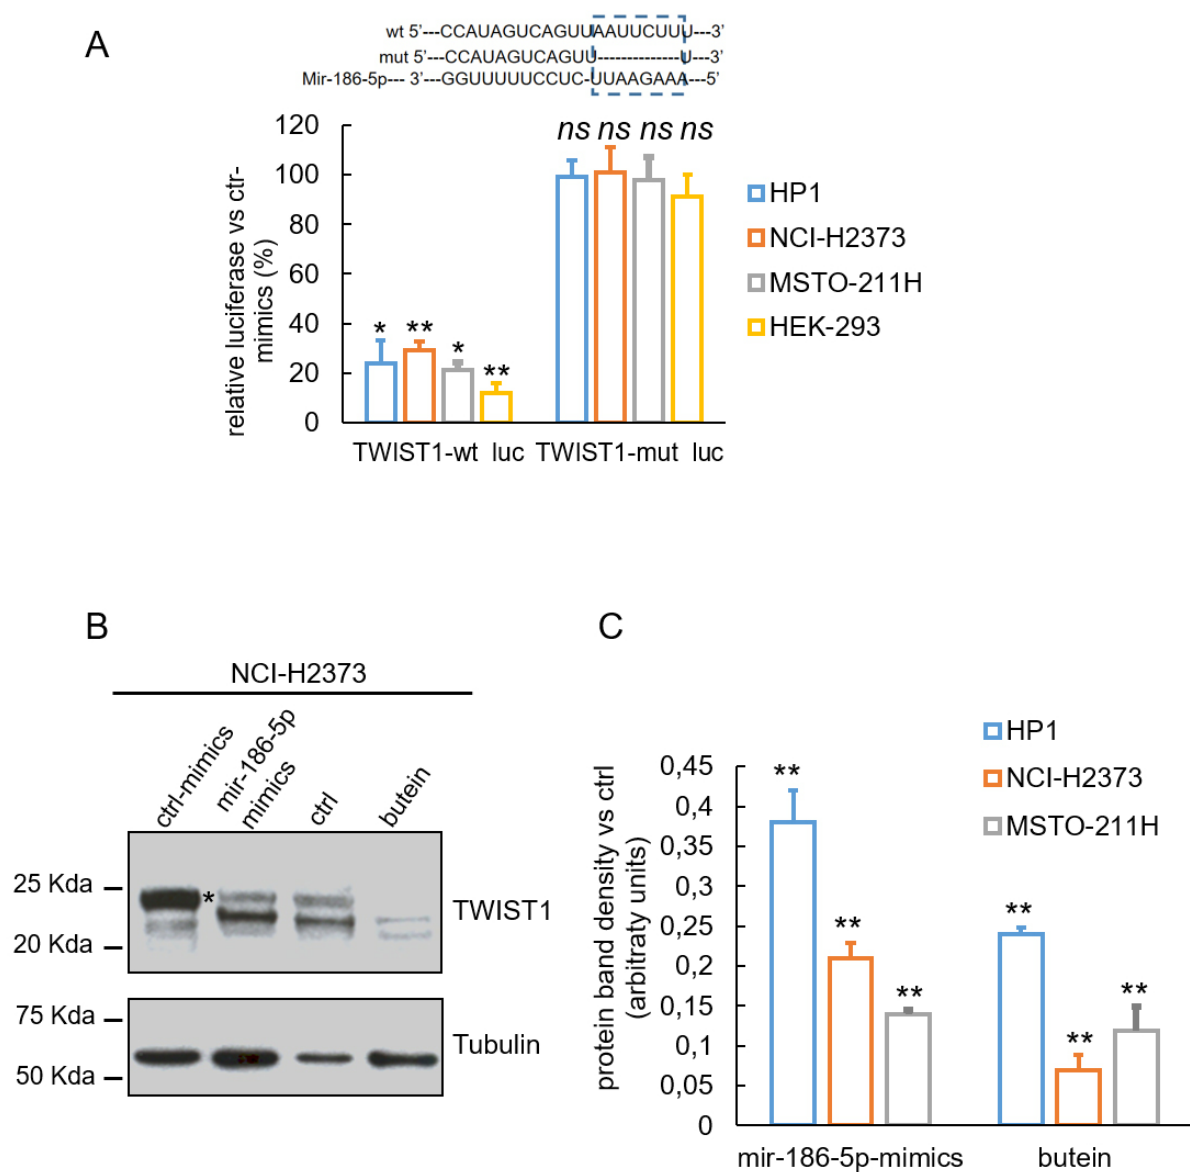 A
wt 5’---CCAUAGUCAGUUAAUUCUUU---3’
mut 5’---CCAUAGUCAGUU--------------U---3’
Mir-186-5p--- 3’---GGUUUUUCCUC-UUAAGAAA---5’
relative luciferase vs ctr-
mimics (%)
120
100
80
60
40
20
0
* ** * **
ns ns ns ns
TWIST1-wt luc TWIST1-mut luc
HP1
NCI-H2373
MSTO-211H
HEK-293
B
NCI-H2373
ctrl-mimics
mir-186-5p
mimics
ctrl
butein
25 Kda
*
TWIST1
20 Kda
75 Kda
Tubulin
50 Kda
C
HP1
NCI-H2373
MSTO-211H
protein band density vs ctrl
(arbitraty units)
0,45
0,4
0,35
0,3
0,25
0,2
0,15
0,1
0,05
0
** ** ** ** ** **
mir-186-5p-mimics butein